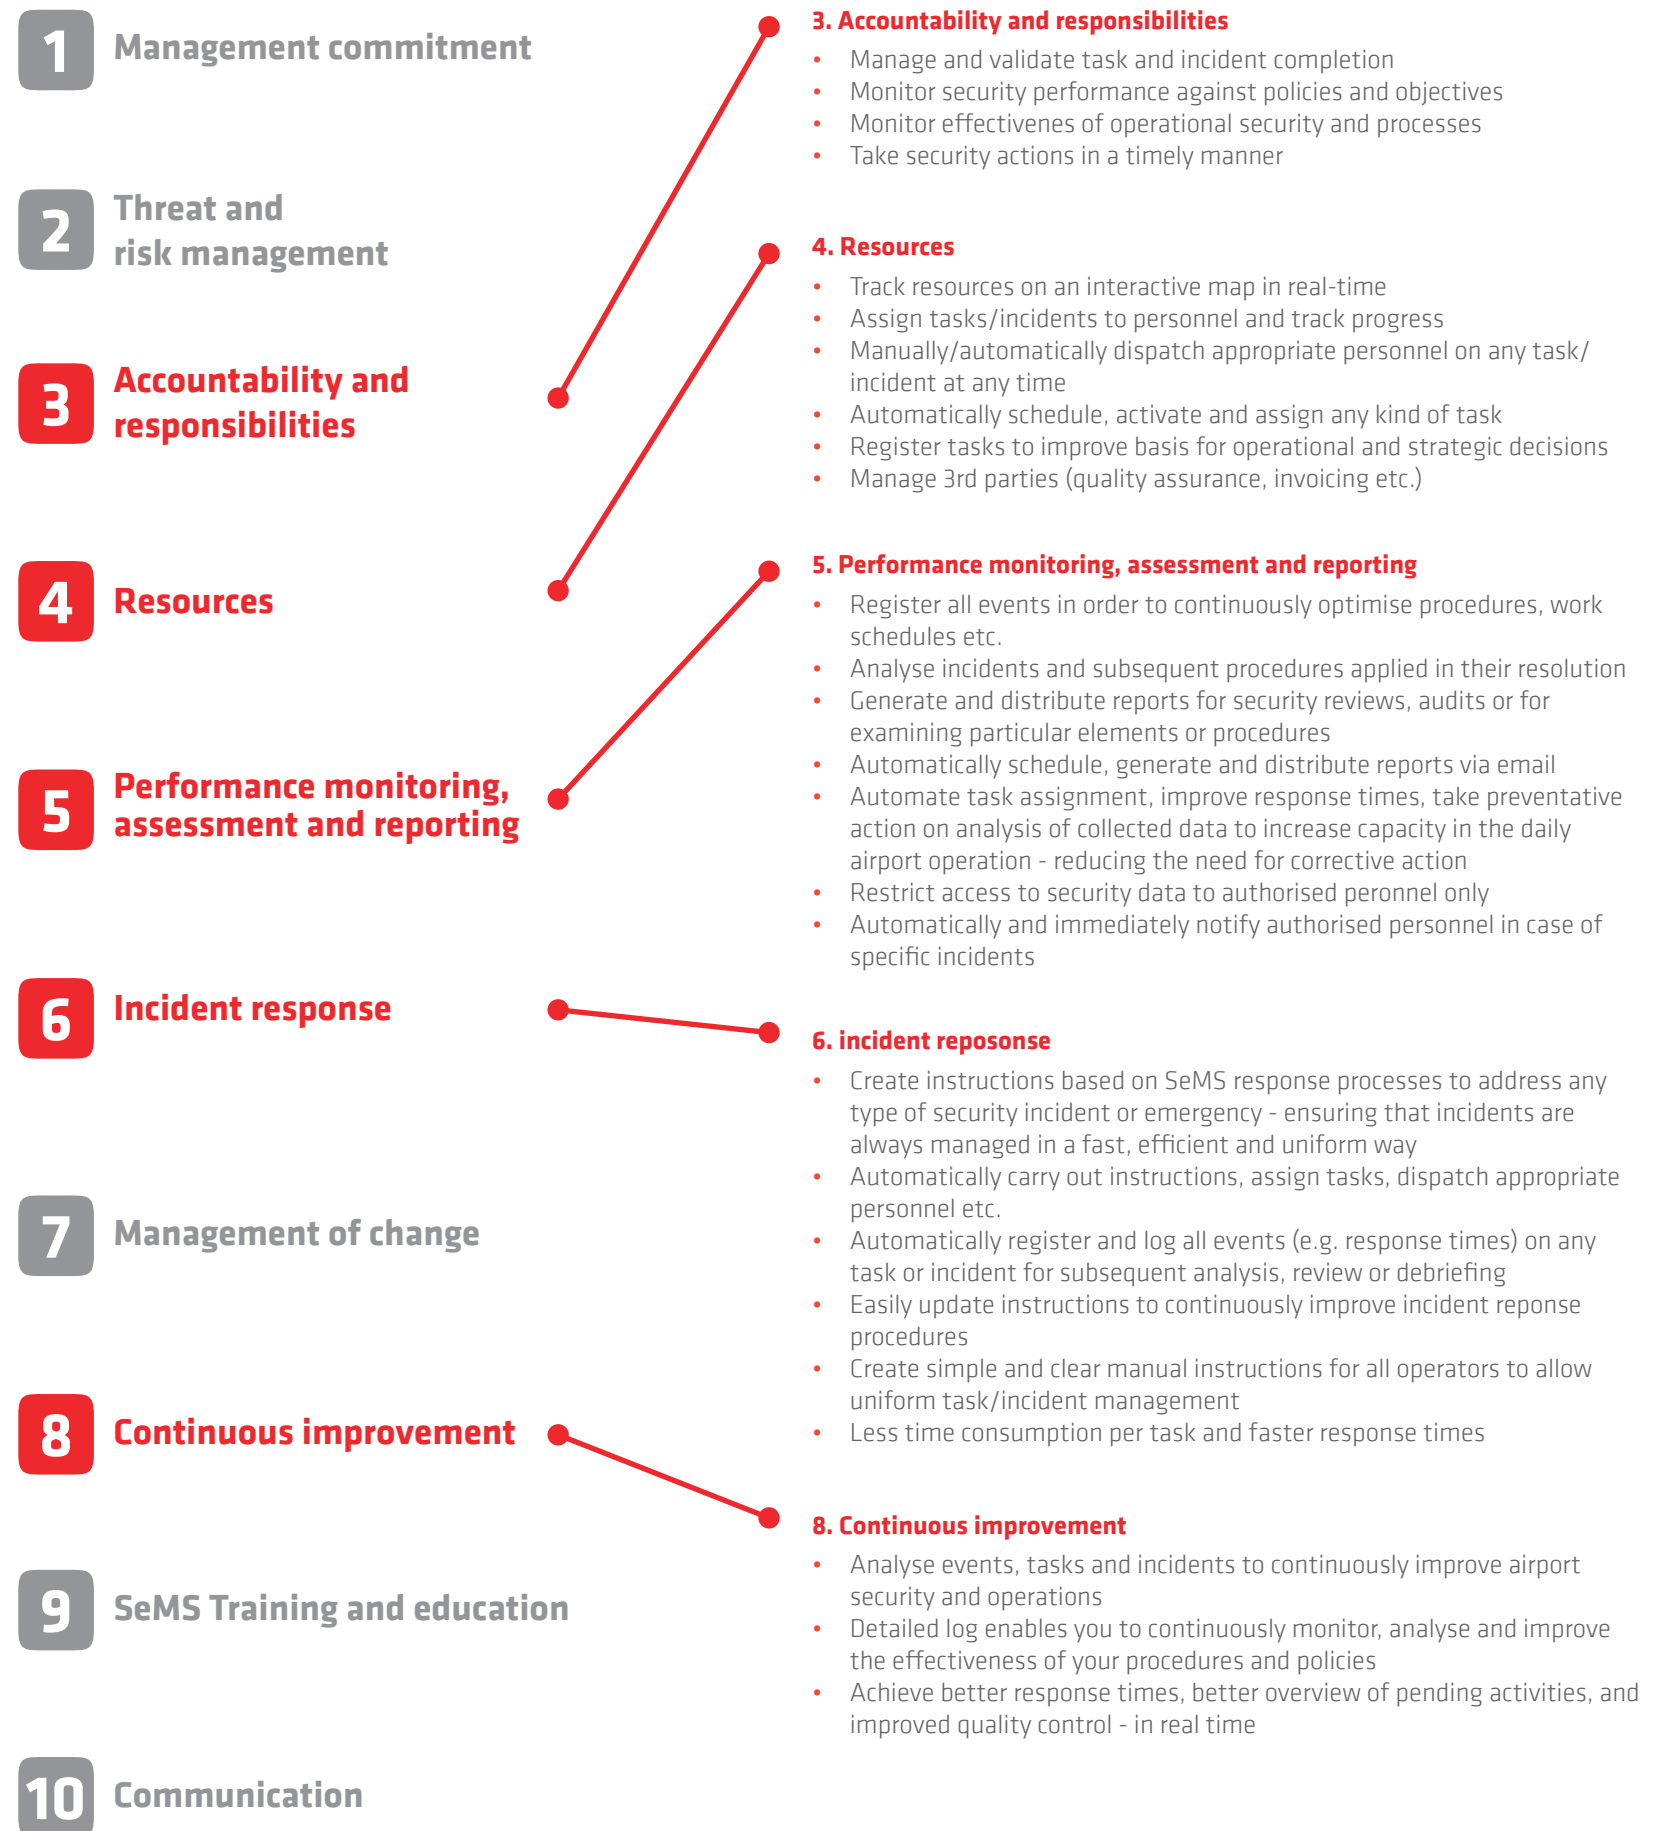 1
Management commitment
2
Threat and
risk management
3
Accountability and
responsibilities
4
Resources
5
Performance monitoring,
assessment and reporting
6
Incident response
7
Management of change
8
Continuous improvement
9
SeMS Training and education
10
Communication
3. Accountability and responsibilities
• Manage and validate task and incident completion
• Monitor security performance against policies and objectives
• Monitor effectivenes of operational security and processes
• Take security actions in a timely manner
4. Resources
• Track resources on an interactive map in real-time
• Assign tasks/incidents to personnel and track progress
• Manually/automatically dispatch appropriate personnel on any task/
incident at any time
• Automatically schedule, activate and assign any kind of task
• Register tasks to improve basis for operational and strategic decisions
• Manage 3rd parties (quality assurance, invoicing etc.)
5. Performance monitoring, assessment and reporting
• Register all events in order to continuously optimise procedures, work
schedules etc.
• Analyse incidents and subsequent procedures applied in their resolution
• Generate and distribute reports for security reviews, audits or for
examining particular elements or procedures
• Automatically schedule, generate and distribute reports via email
• Automate task assignment, improve response times, take preventative
action on analysis of collected data to increase capacity in the daily
airport operation - reducing the need for corrective action
• Restrict access to security data to authorised peronnel only
• Automatically and immediately notify authorised personnel in case of
specific incidents
6. incident reposonse
• Create instructions based on SeMS response processes to address any
type of security incident or emergency - ensuring that incidents are
always managed in a fast, efficient and uniform way
• Automatically carry out instructions, assign tasks, dispatch appropriate
personnel etc.
• Automatically register and log all events (e.g. response times) on any
task or incident for subsequent analysis, review or debriefing
• Easily update instructions to continuously improve incident reponse
procedures
• Create simple and clear manual instructions for all operators to allow
uniform task/incident management
• Less time consumption per task and faster response times
8. Continuous improvement
• Analyse events, tasks and incidents to continuously improve airport
security and operations
• Detailed log enables you to continuously monitor, analyse and improve
the effectiveness of your procedures and policies
• Achieve better response times, better overview of pending activities, and
improved quality control - in real time